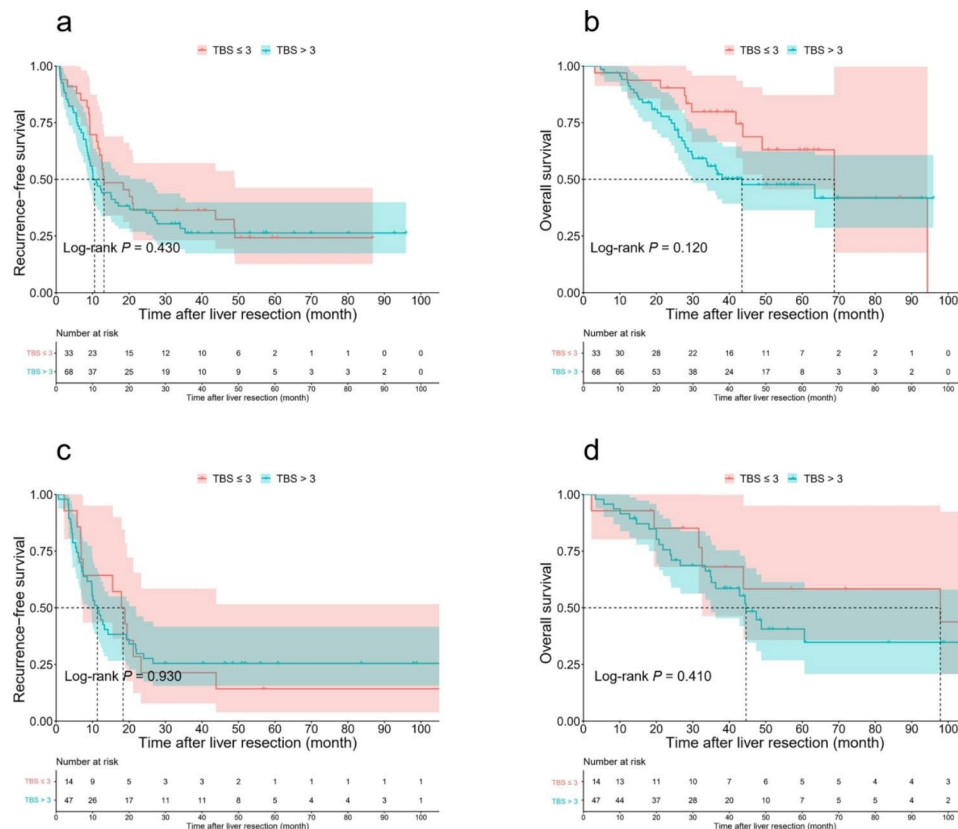 a
TBS ≤ 3 TBS > 3
1.00
0.75
0.50
0.25
0.00
Recurrence-free survival
Log-rank P = 0.430
0 10 20 30 40 50 60 70 80 90 100
Time after liver resection (month)
Number at risk
TBS ≤ 3 33 23 15 12 10 6 2 1 1 0 0
TBS > 3 68 37 25 19 10 9 5 3 3 2 0
0 10 20 30 40 50 60 70 80 90 100
Time after liver resection (month)
b
TBS ≤ 3 TBS > 3
1.00
0.75
0.50
0.25
0.00
Overall survival
Log-rank P = 0.120
0 10 20 30 40 50 60 70 80 90 100
Time after liver resection (month)
Number at risk
TBS ≤ 3 33 30 28 22 16 11 7 2 2 1 0
TBS > 3 68 66 53 38 24 17 8 3 3 2 0
0 10 20 30 40 50 60 70 80 90 100
Time after liver resection (month)
c
TBS ≤ 3 TBS > 3
1.00
0.75
0.50
0.25
0.00
Recurrence-free survival
Log-rank P = 0.930
0 10 20 30 40 50 60 70 80 90 100
Time after liver resection (month)
Number at risk
TBS ≤ 3 14 9 5 3 3 2 1 1 1 1 1
TBS > 3 47 26 17 11 11 8 5 4 4 3 1
0 10 20 30 40 50 60 70 80 90 100
Time after liver resection (month)
d
TBS ≤ 3 TBS > 3
1.00
0.75
0.50
0.25
0.00
Overall survival
Log-rank P = 0.410
0 10 20 30 40 50 60 70 80 90 100
Time after liver resection (month)
Number at risk
TBS ≤ 3 14 13 11 10 7 6 5 5 4 4 3
TBS > 3 47 44 37 28 20 10 7 5 5 4 2
0 10 20 30 40 50 60 70 80 90 100
Time after liver resection (month)